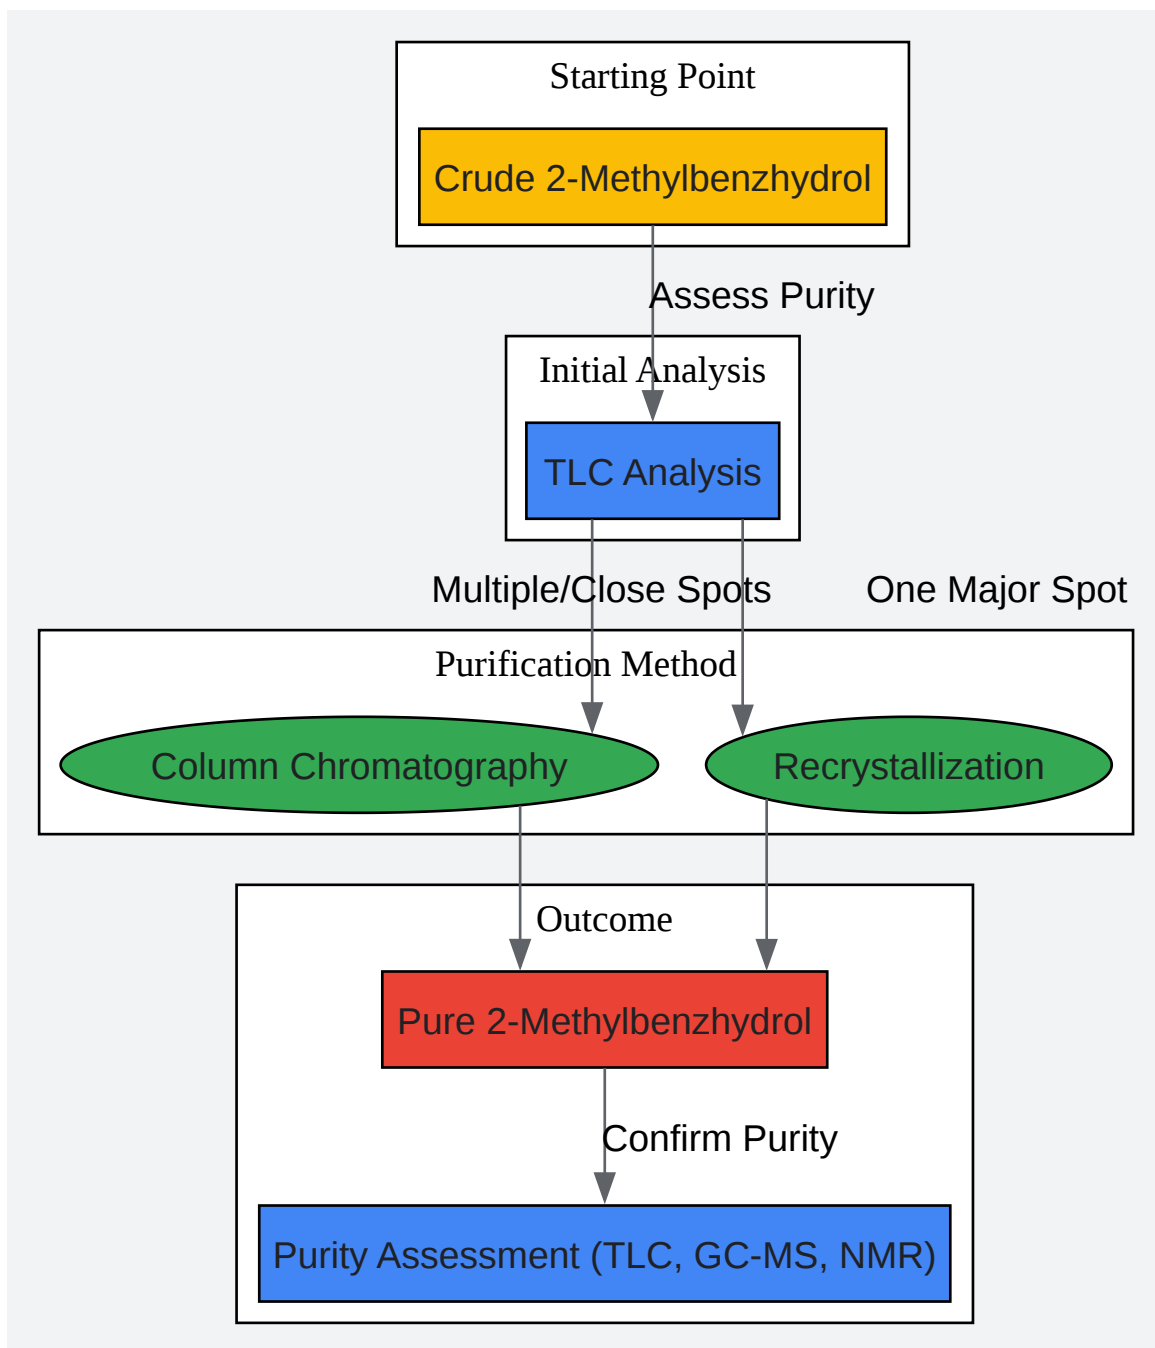 Starting Point
Crude 2-Methylbenzhydrol
Assess Purity
Initial Analysis
TLC Analysis
Multiple/Close Spots
One Major Spot
Purification Method
Column Chromatography
Recrystallization
Outcome
Pure 2-Methylbenzhydrol
Confirm Purity
Purity Assessment (TLC, GC-MS, NMR)